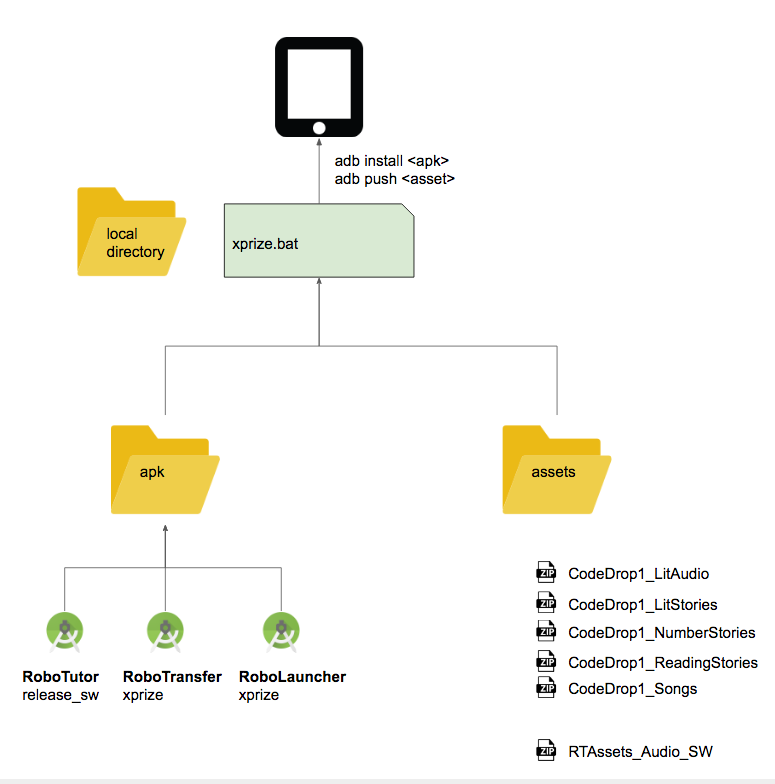 adb install <apk>
adb push <asset>
local
directory
xprize.bat
apk
assets
RoboTutor
release_sw
RoboTransfer
xprize
RoboLauncher
xprize
ZIP CodeDrop1_LitAudio
ZIP CodeDrop1_LitStories
ZIP CodeDrop1_NumberStories
ZIP CodeDrop1_ReadingStories
ZIP CodeDrop1_Songs
ZIP RTAssets_Audio_SW